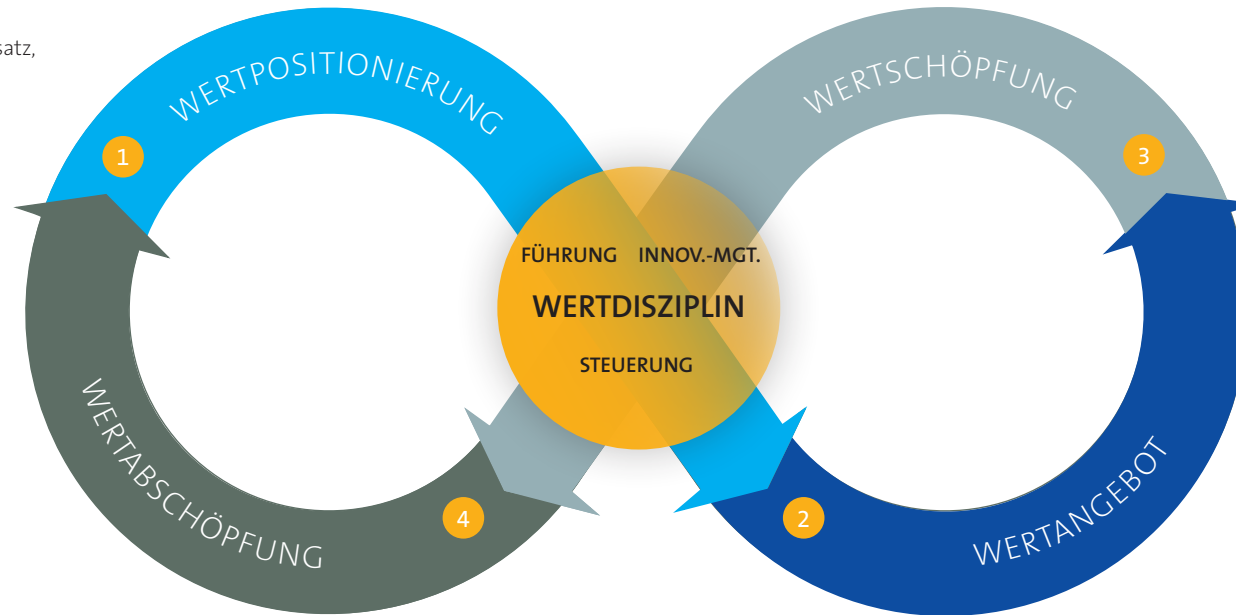 satz,
WERTPOSITIONIERUNG
1
WERTSCHÖPFUNG
3
FÜHRUNG INNOV.-MGT.
WERTDISZIPLIN
STEUERUNG
WERTABSCHÖPFUNG
4
2
WERTANGEBOT